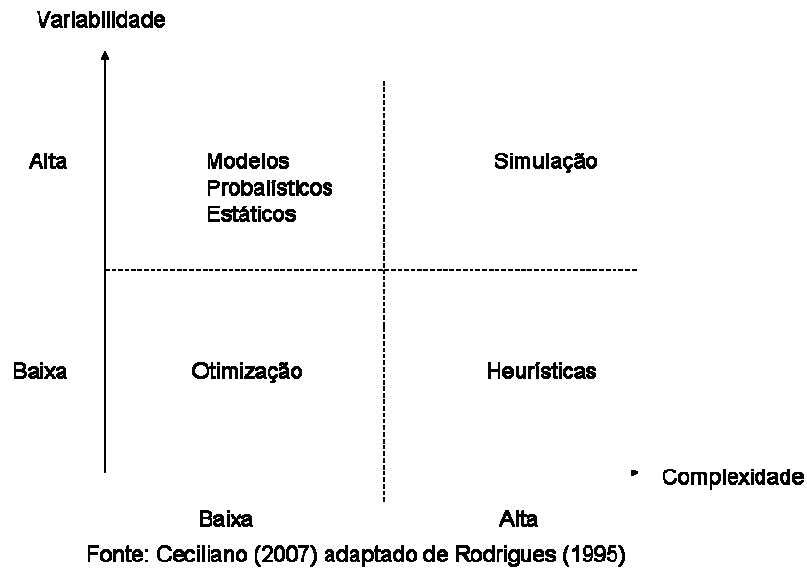 Variabilidade
Alta
Modelos
Probalísticos
Estáticos
Simulação
Baixa
Otimização
Heurísticas
Complexidade
Baixa
Alta
Fonte: Ceciliano (2007) adaptado de Rodrigues (1995)